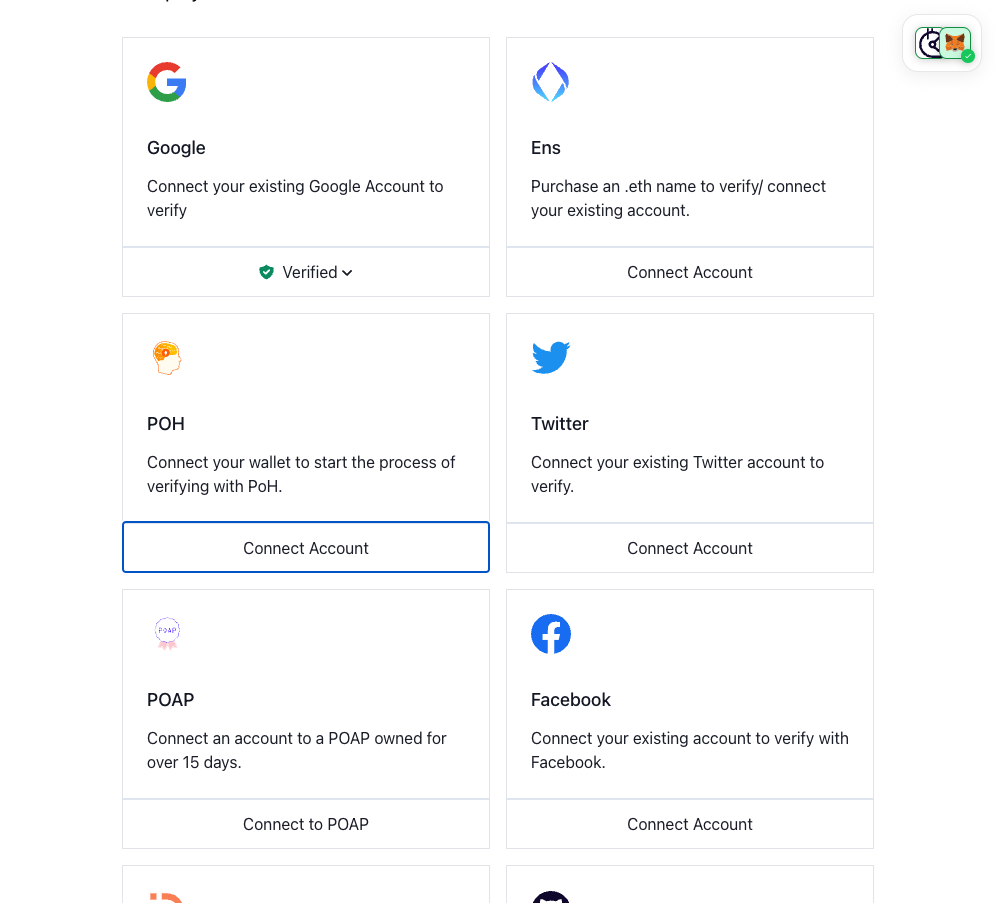 Google
Connect your existing Google Account to
verify
Verified
Ens
Purchase an .eth name to verify/ connect
your existing account.
Connect Account
POH
Connect your wallet to start the process of
verifying with PoH.
Connect Account
Twitter
Connect your existing Twitter account to
verify.
Connect Account
POAP
POAP
Connect an account to a POAP owned for
over 15 days.
Connect to POAP
Facebook
Connect your existing account to verify with
Facebook.
Connect Account